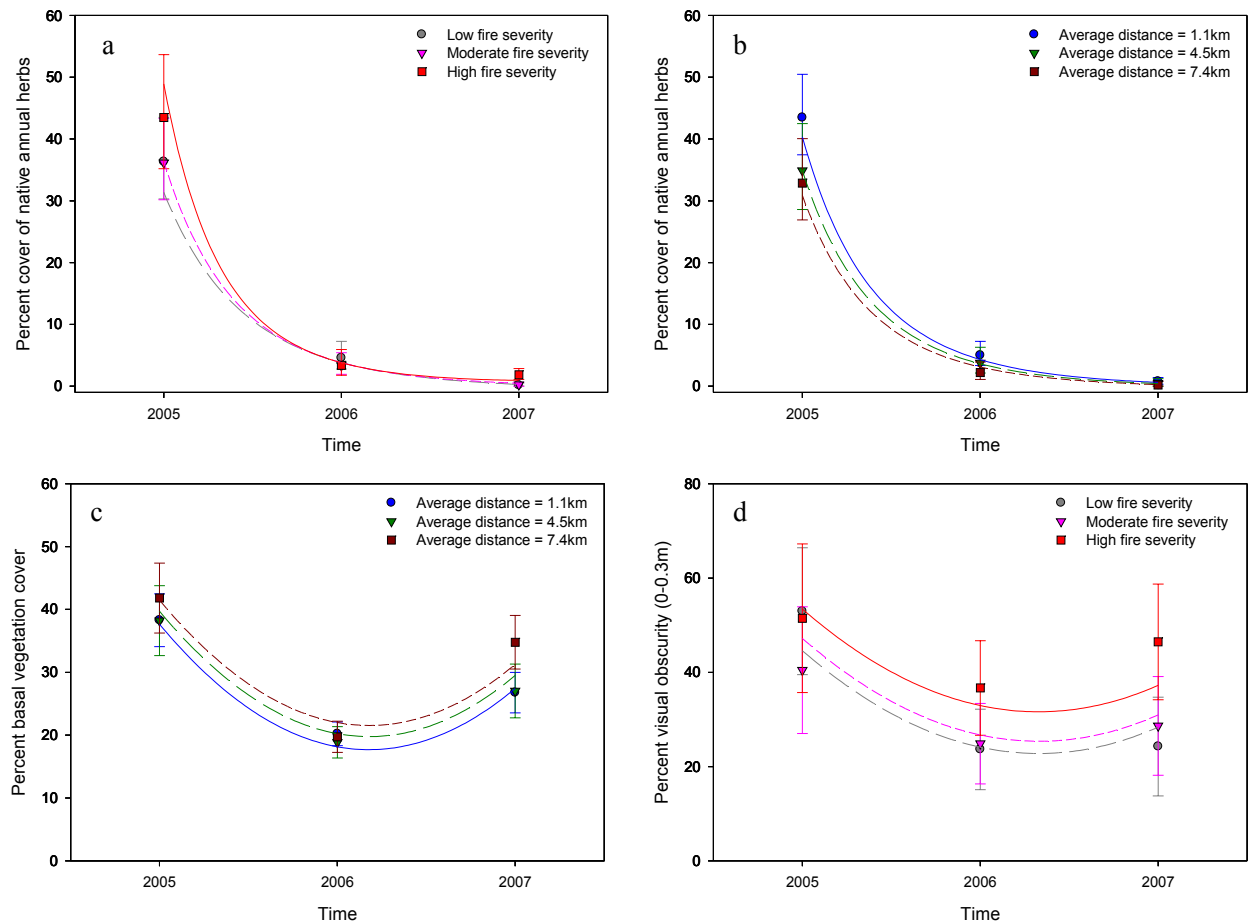 a
Low fire severity
Moderate fire severity
High fire severity
Percent cover of native annual herbs
60
50
40
30
20
10
0
2005 2006 2007
Time
b
Average distance = 1.1km
Average distance = 4.5km
Average distance = 7.4km
Percent cover of native annual herbs
60
50
40
30
20
10
0
2005 2006 2007
Time
c
Average distance = 1.1km
Average distance = 4.5km
Average distance = 7.4km
Percent basal vegetation cover
60
50
40
30
20
10
0
2005 2006 2007
Time
d
Low fire severity
Moderate fire severity
High fire severity
Percent visual obscurity (0-0.3m)
80
60
40
20
0
2005 2006 2007
Time